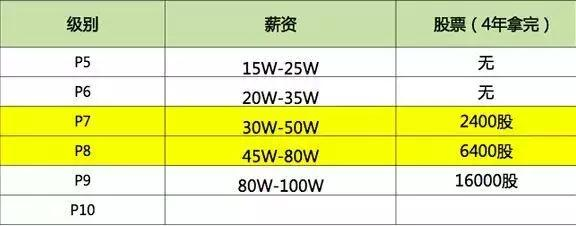 级别 薪资 股票（4年拿完）
P5 15W-25W 无
P6 20W-35W 无
P7 30W-50W 2400股
P8 45W-80W 6400股
P9 80W-100W 16000股
P10